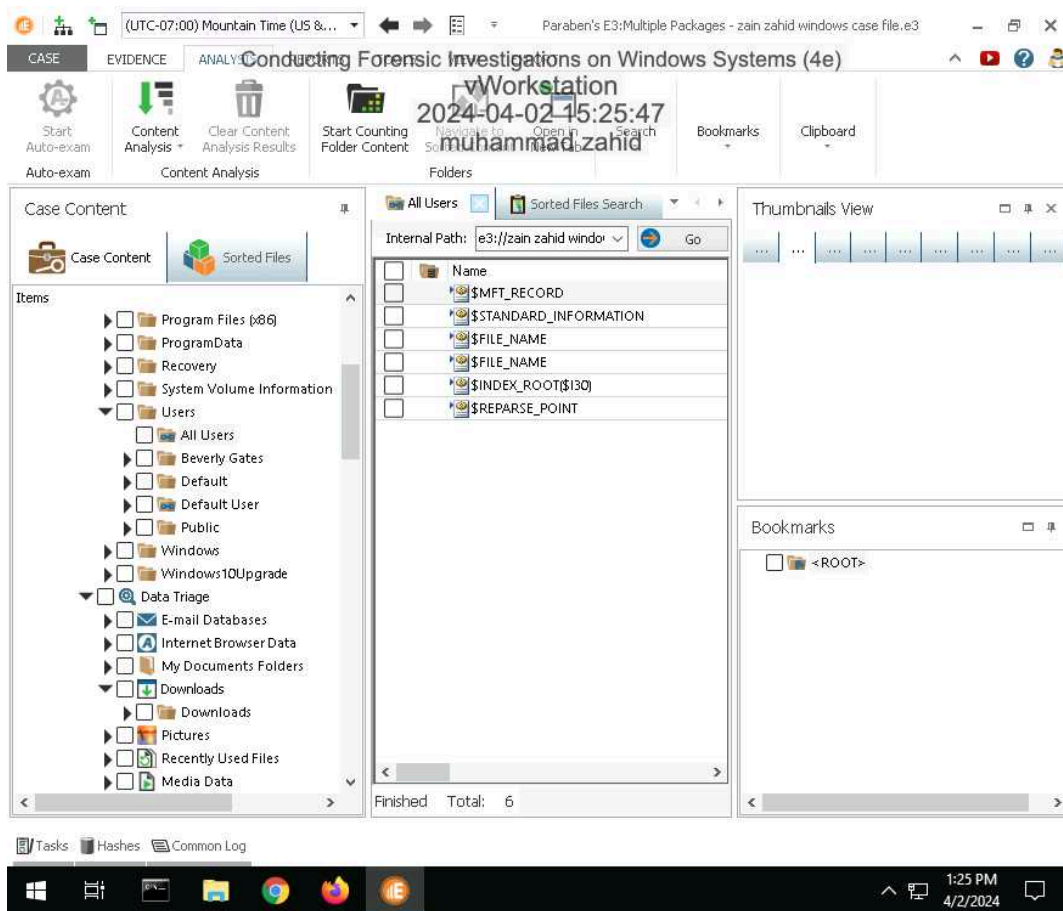 (UTC-07:00) Mountain Time (US &...
Paraben's E3:Multiple Packages - zain zahid windows case file.e3
CASE
EVIDENCE
Conducting Forensic Investigations on Windows Systems (4e)
vWorkstation
2024-04-02 15:25:47
muhammad.zahid
Start Auto-exam
Content Analysis
Clear Content Analysis Results
Start Counting Folder Content
Open in New Tab
Search
Bookmarks
Clipboard
Auto-exam
Content Analysis
Folders
Case Content
Case Content
Sorted Files
Items
Program Files (x86)
ProgramData
Recovery
System Volume Information
Users
All Users
Beverly Gates
Default
Default User
Public
Windows
Windows10Upgrade
Data Triage
E-mail Databases
Internet Browser Data
My Documents Folders
Downloads
Downloads
Pictures
Recently Used Files
Media Data
All Users
Sorted Files Search
Internal Path:
e3://zain zahid windo
Go
Name
$MFT_RECORD
$STANDARD_INFORMATION
$FILE_NAME
$FILE_NAME
$INDEX_ROOT($I30)
$REPARSE_POINT
Finished Total: 6
Thumbnails View
... ... ... ... ... ... ... ... ...
Bookmarks
<ROOT>
Tasks
Hashes
Common Log
1:25 PM
4/2/2024